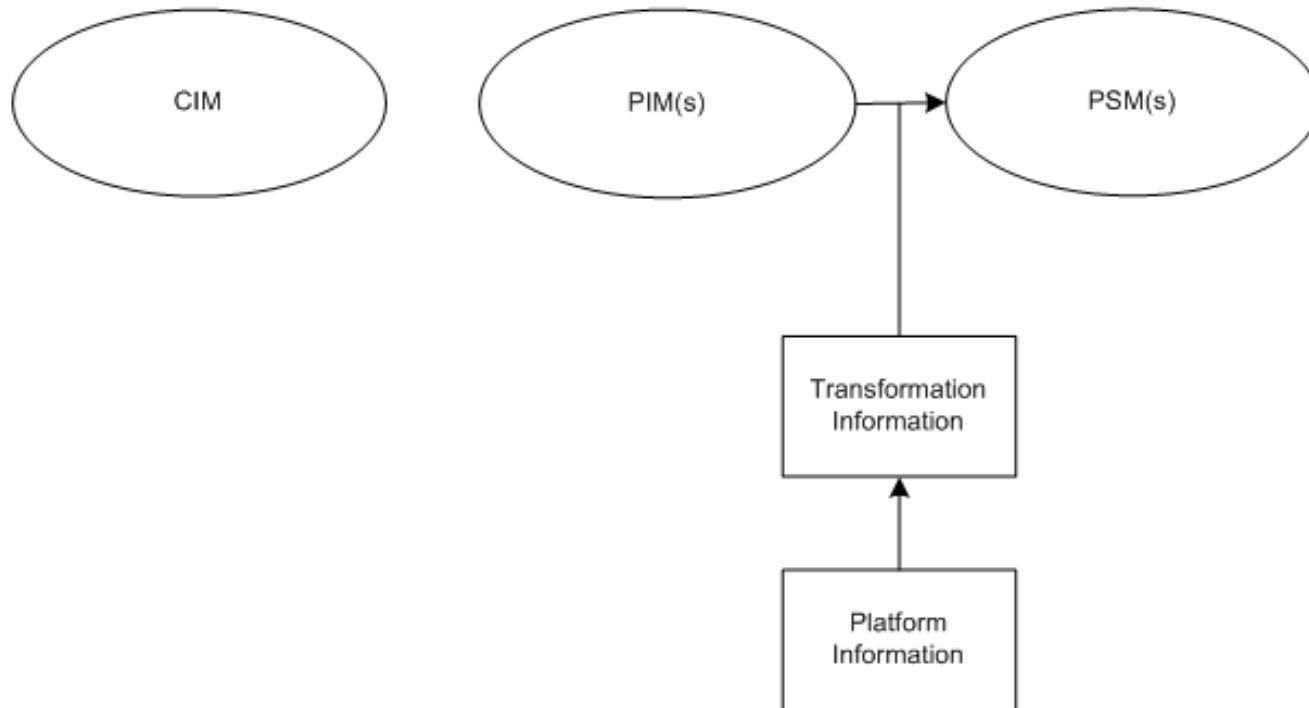 CIM
PIM(s)
PSM(s)
Transformation
Information
Platform
Information